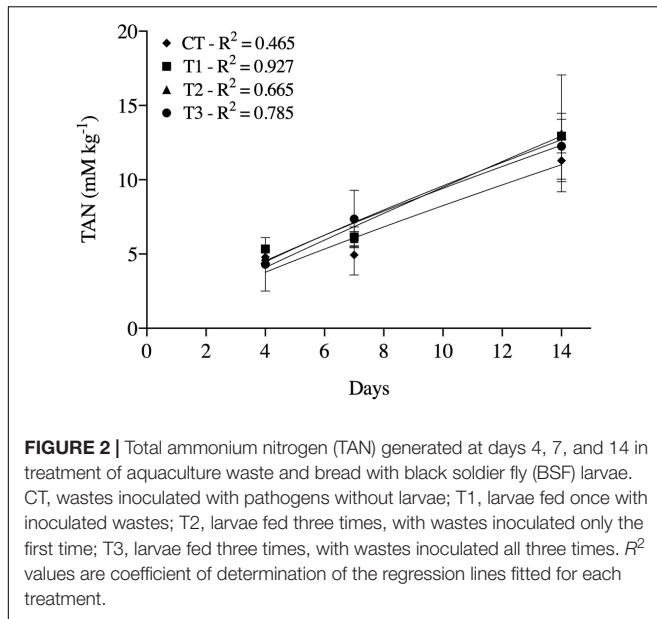 20
15
10
5
0
TAN (mM kg⁻¹)
◆ CT - R² = 0.465
■ T1 - R² = 0.927
▲ T2 - R² = 0.665
● T3 - R² = 0.785
0 2 4 6 8 10 12 14
Days
FIGURE 2 | Total ammonium nitrogen (TAN) generated at days 4, 7, and 14 in
treatment of aquaculture waste and bread with black soldier fly (BSF) larvae.
CT, wastes inoculated with pathogens without larvae; T1, larvae fed once with
inoculated wastes; T2, larvae fed three times, with wastes inoculated only the
first time; T3, larvae fed three times, with wastes inoculated all three times. R²
values are coefficient of determination of the regression lines fitted for each
treatment.